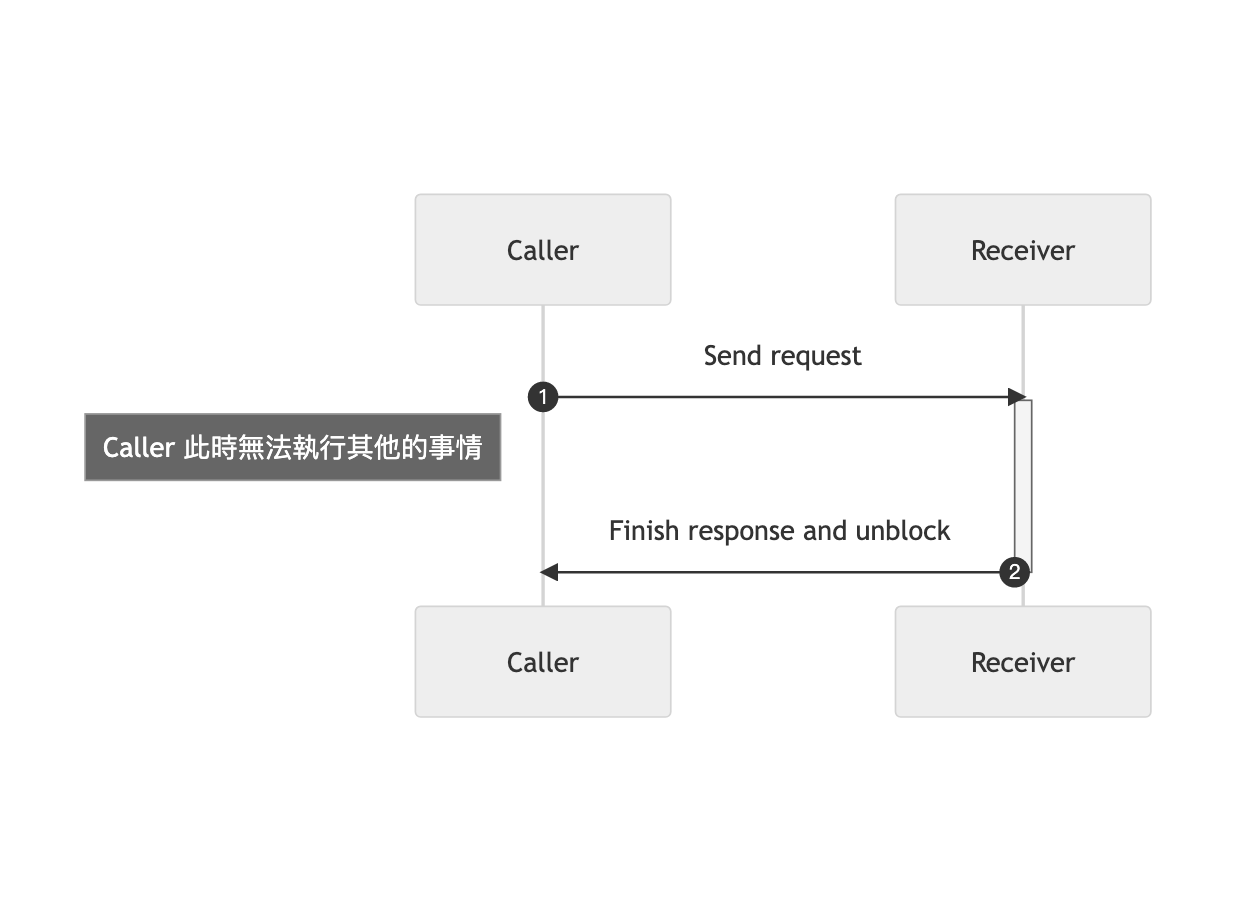 Caller
Receiver
Send request
1
Caller 此時無法執行其他的事情
Finish response and unblock
2
Caller
Receiver